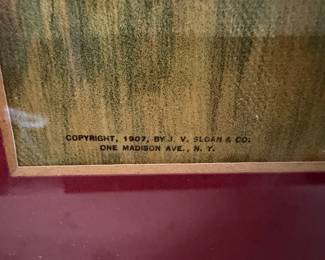 COPYRIGHT, 1907, BY J. V. SLOAN & CO.
ONE MADISON AVE., N. Y.